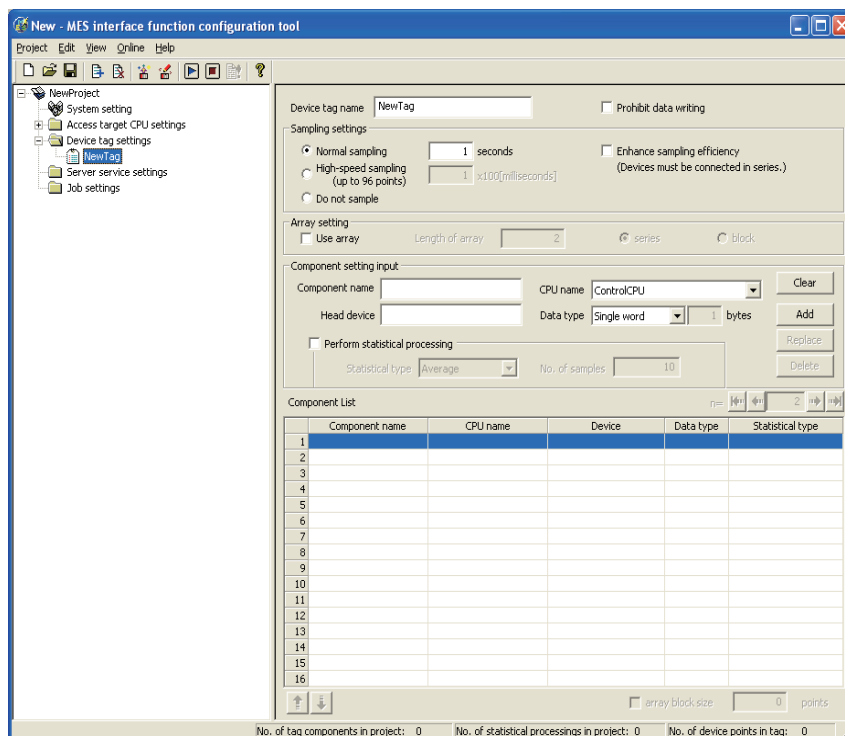 New - MES interface function configuration tool
Project Edit View Online Help
NewProject
System setting
Access target CPU settings
Device tag settings
NewTag
Server service settings
Job settings
Device tag name NewTag Prohibit data writing
Sampling settings
Normal sampling 1 seconds Enhance sampling efficiency
(Devices must be connected in series.)
High-speed sampling
(up to 96 points) 1 x100[milliseconds]
Do not sample
Array setting
Use array Length of array 2 series block
Component setting input
Component name CPU name ControlCPU Clear
Head device Data type Single word 1 bytes Add
Perform statistical processing Replace
Statistical type Average No. of samples 10 Delete
Component List n= 2
Component name CPU name Device Data type Statistical type
1
2
3
4
5
6
7
8
9
10
11
12
13
14
15
16
array block size 0 points
No. of tag components in project: 0 No. of statistical processings in project: 0 No. of device points in tag: 0